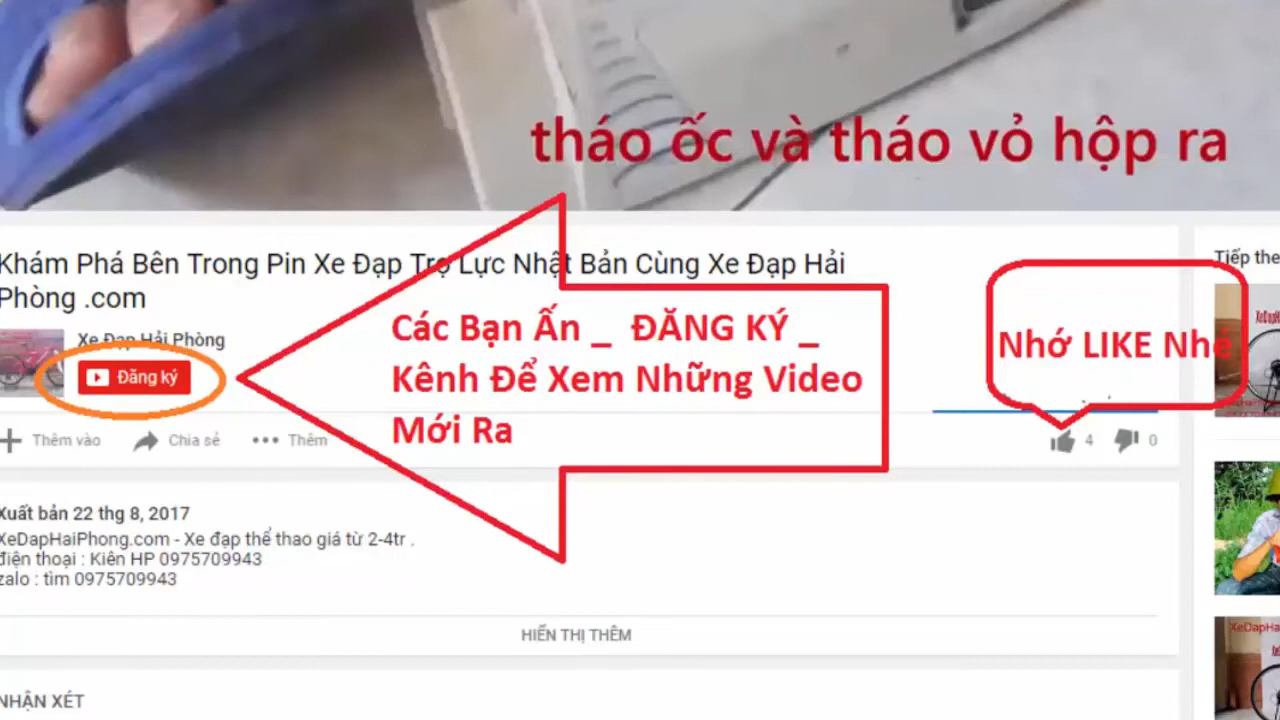 tháo ốc và tháo vỏ hộp ra
Khám Phá Bên Trong Pin Xe Đạp Trợ Lực Nhật Bản Cùng Xe Đạp Hải
Phòng .com
Tiếp the
Xe Đạp Hải Phòng
Đăng ký
Các Bạn Ấn _ ĐĂNG KÝ _
Kênh Để Xem Những Video
Mới Ra
Nhớ LIKE Nhé
Thêm vào
Chia sẻ
Thêm
4
0
Xuất bản 22 thg 8, 2017
XeDapHaiPhong.com - Xe đạp thể thao giá từ 2-4tr .
điện thoại : Kiên HP 0975709943
zalo : tìm 0975709943
HIỂN THỊ THÊM
XeDapHa
NHẬN XÉT